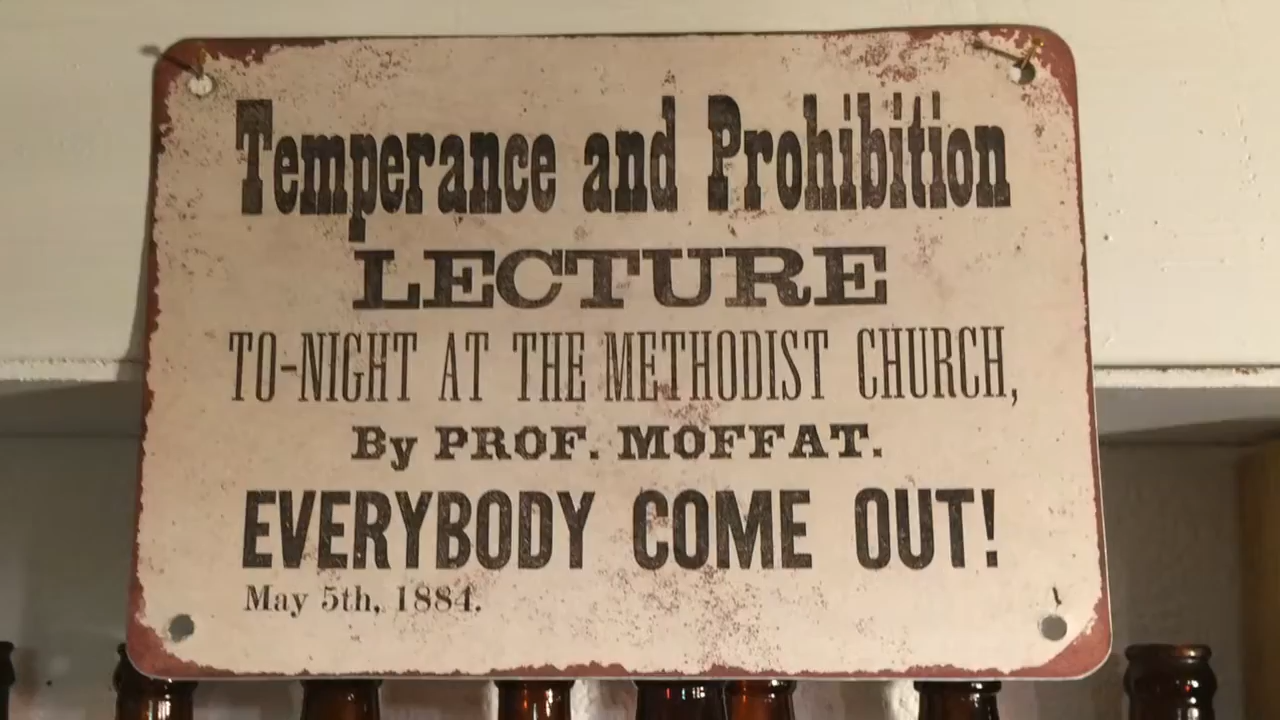 Temperance and Prohibition
LECTURE
TO-NIGHT AT THE METHODIST CHURCH,
By PROF. MOFFAT.
EVERYBODY COME OUT!
May 5th, 1884.